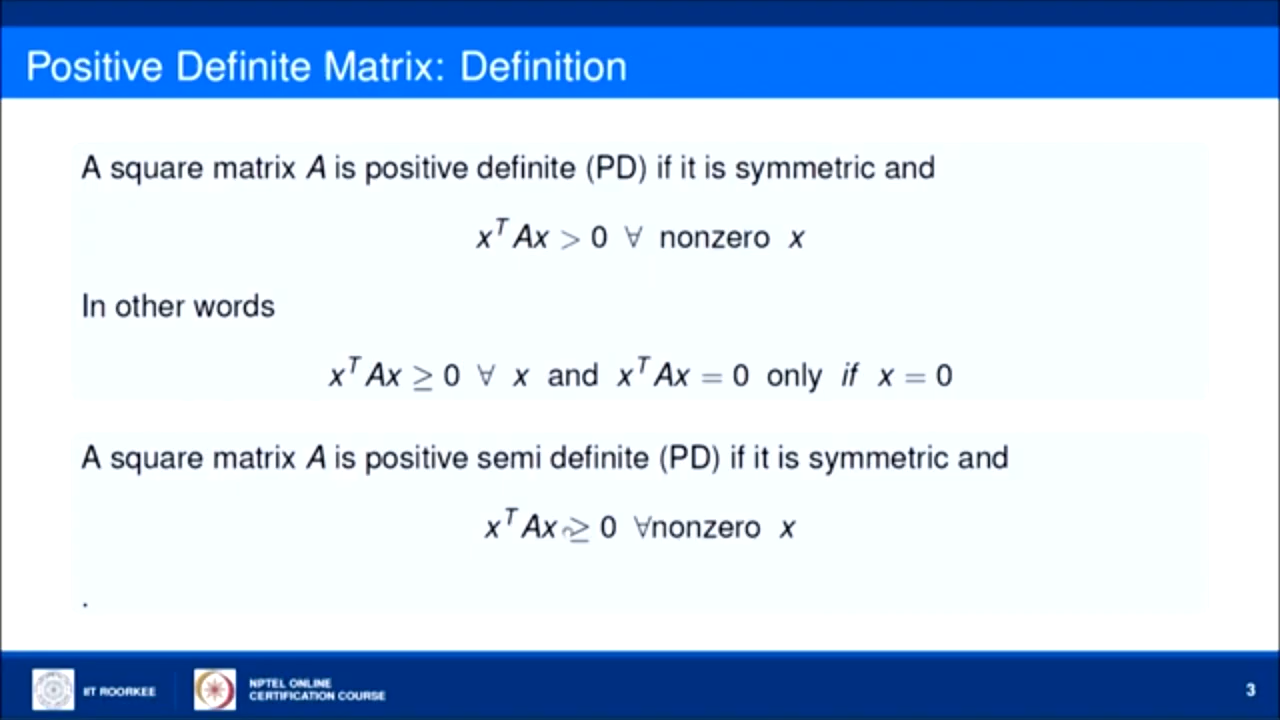 Positive Definite Matrix: Definition
A square matrix A is positive definite (PD) if it is symmetric and
x^T Ax > 0 ∀ nonzero x
In other words
x^T Ax ≥ 0 ∀ x and x^T Ax = 0 only if x = 0
A square matrix A is positive semi definite (PD) if it is symmetric and
x^T Ax ≥ 0 ∀nonzero x
.
IIT ROORKEE
NPTEL ONLINE
CERTIFICATION COURSE
3